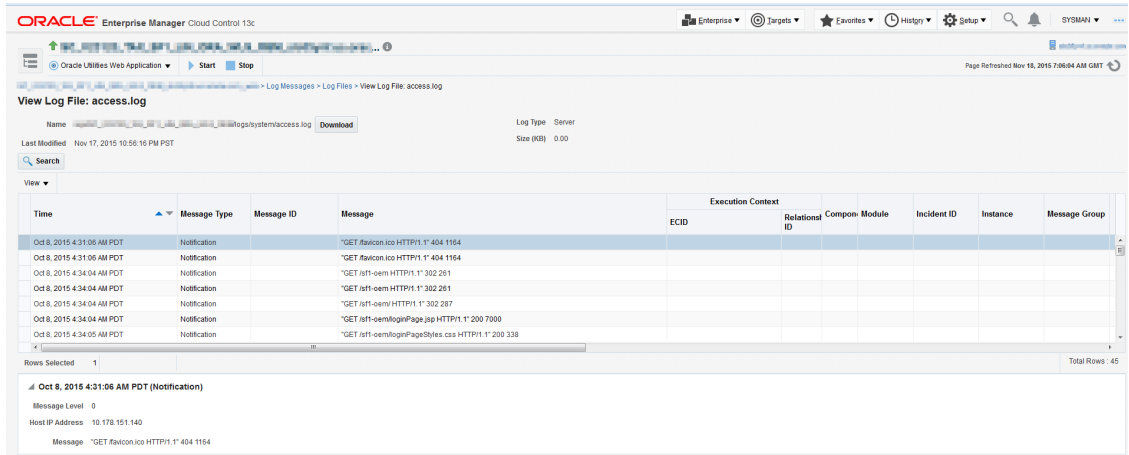 ORACLE Enterprise Manager Cloud Control 13c
Enterprise ▼ Targets ▼ Favorites ▼ History ▼ Setup ▼ SYSMAN ▼ •••
...
Oracle Utilities Web Application ▼ Start Stop
Page Refreshed Nov 18, 2015 7:06:04 AM GMT
> Log Messages > Log Files > View Log File: access.log
View Log File: access.log
Name /logs/system/access.log Download
Log Type Server
Last Modified Nov 17, 2015 10:56:16 PM PST
Size (KB) 0.00
Search
View ▼
Time Message Type Message ID Message Execution Context ECID Relationsh ID Compon Module Incident ID Instance Message Group
Oct 8, 2015 4:31:06 AM PDT Notification "GET /favicon.ico HTTP/1.1" 404 1164
Oct 8, 2015 4:31:06 AM PDT Notification "GET /favicon.ico HTTP/1.1" 404 1164
Oct 8, 2015 4:34:04 AM PDT Notification "GET /sf1-oem HTTP/1.1" 302 261
Oct 8, 2015 4:34:04 AM PDT Notification "GET /sf1-oem HTTP/1.1" 302 261
Oct 8, 2015 4:34:04 AM PDT Notification "GET /sf1-oem/ HTTP/1.1" 302 287
Oct 8, 2015 4:34:04 AM PDT Notification "GET /sf1-oem/loginPage.jsp HTTP/1.1" 200 7000
Oct 8, 2015 4:34:05 AM PDT Notification "GET /sf1-oem/loginPageStyles.css HTTP/1.1" 200 338
Rows Selected 1
Total Rows : 45
Oct 8, 2015 4:31:06 AM PDT (Notification)
Message Level 0
Host IP Address 10.178.151.140
Message "GET /favicon.ico HTTP/1.1" 404 1164